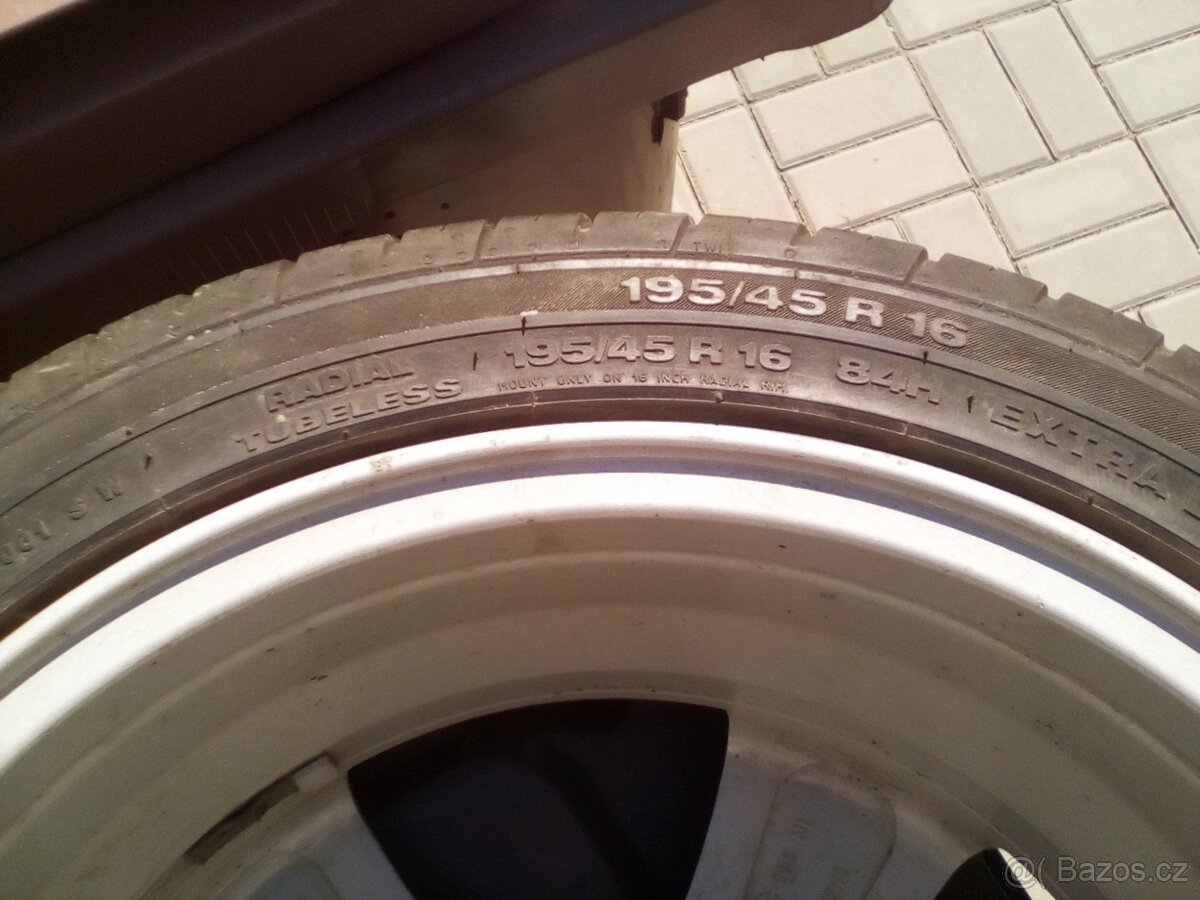 TWI
195/45 R 16
RADIAL
TUBELESS
195/45 R 16 84H EXTRA
MOUNT ONLY ON 16 INCH RADIAL RIM.
Bazos.cz